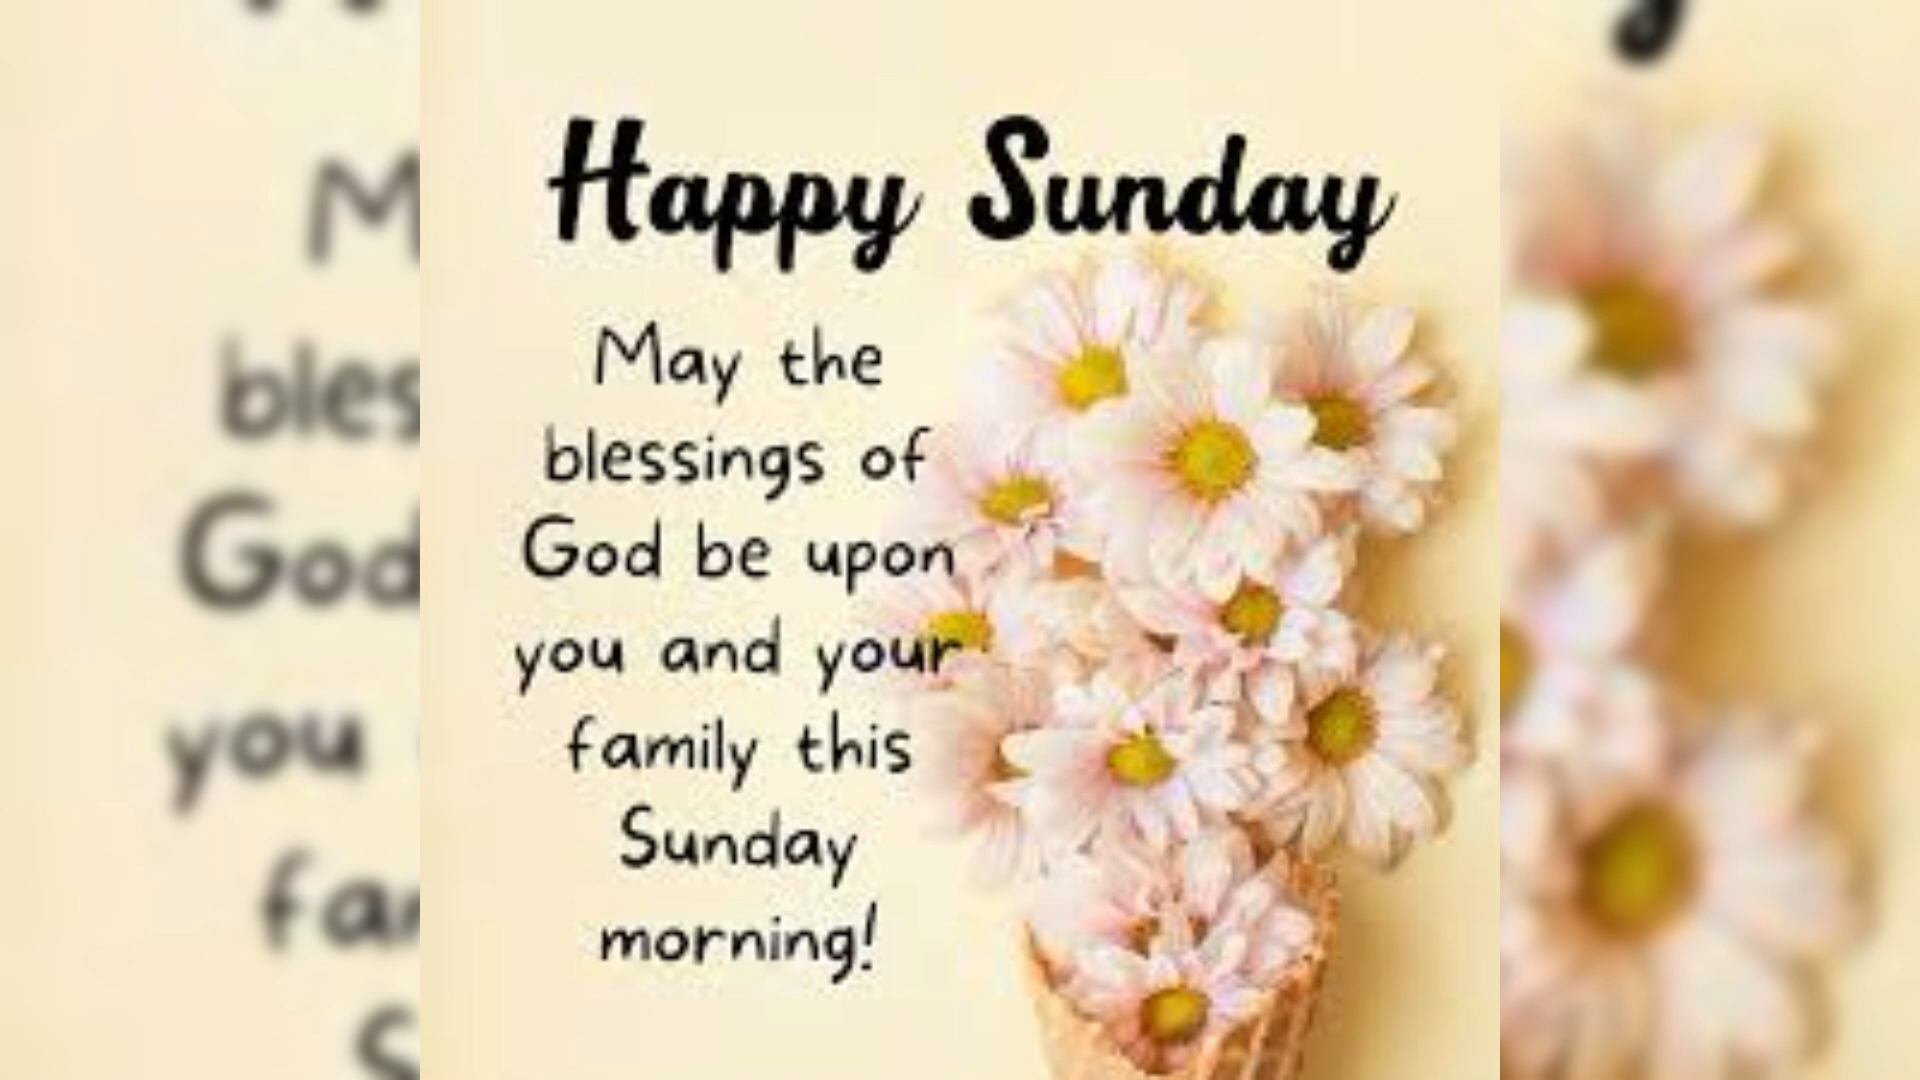 Happy Sunday
May the
blessings of
God be upon
you and your
family this
Sunday
morning!